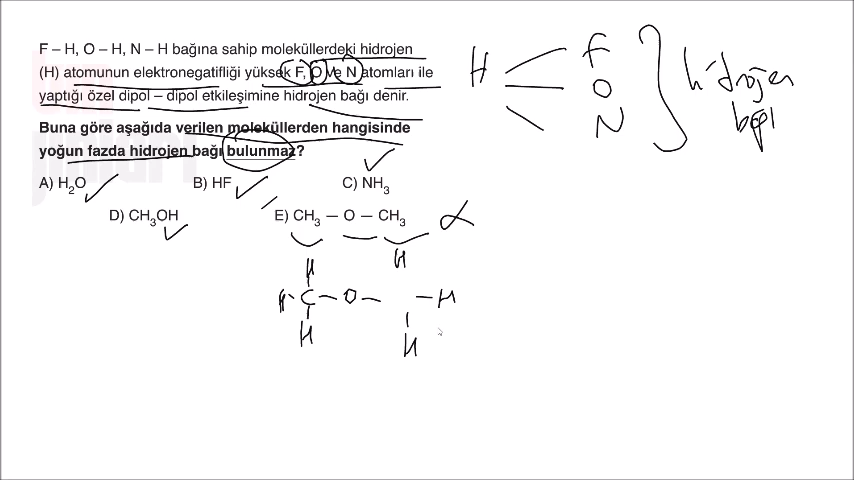 F – H, O – H, N – H bağına sahip moleküllerdeki hidrojen
(H) atomunun elektronegatifliği yüksek F, O ve N atomları ile
yaptığı özel dipol – dipol etkileşimine hidrojen bağı denir.
Buna göre aşağıda verilen moleküllerden hangisinde
yoğun fazda hidrojen bağı bulunmaz?
A) H₂O B) HF C) NH₃
D) CH₃OH E) CH₃ – O – CH₃
H F
O
N
hidrojen
bağı
H H
H C – O – – H
H H